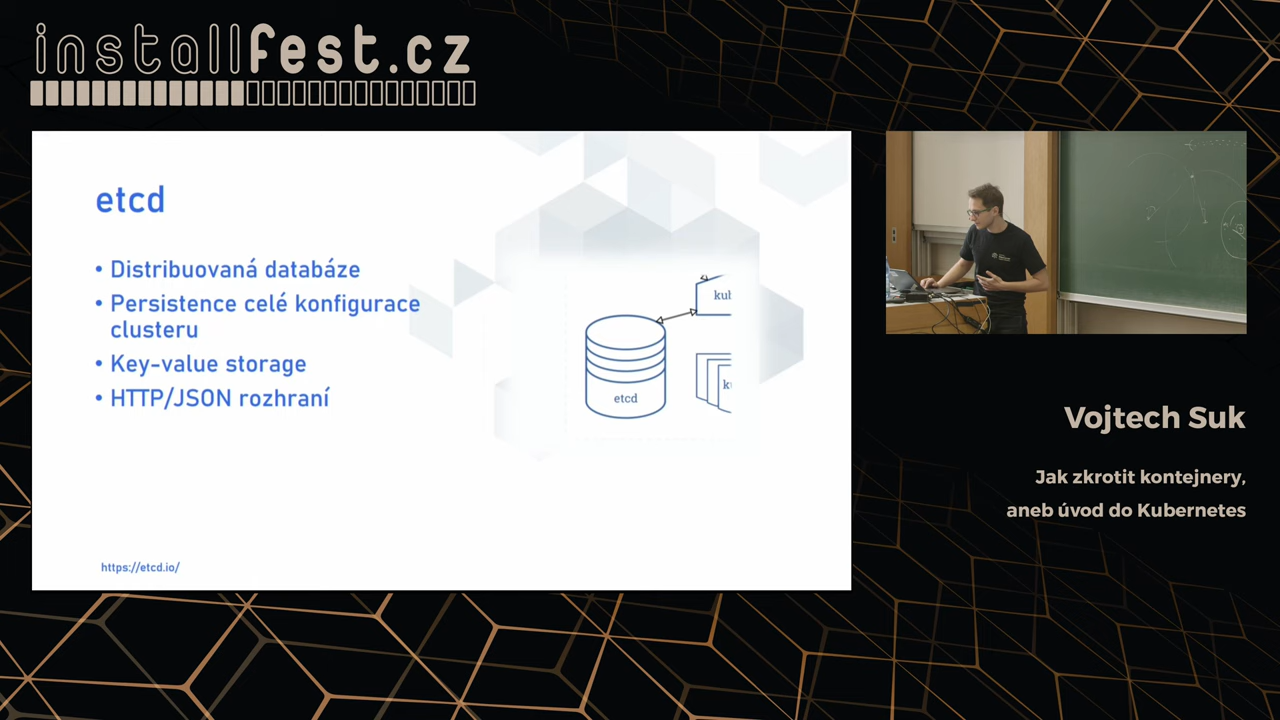 installfest.cz
etcd
• Distribuovaná databáze
• Persistence celé konfigurace
clusteru
• Key-value storage
• HTTP/JSON rozhraní
kub
etcd
https://etcd.io/
Vojtech Suk
Jak zkrotit kontejnery,
aneb úvod do Kubernetes